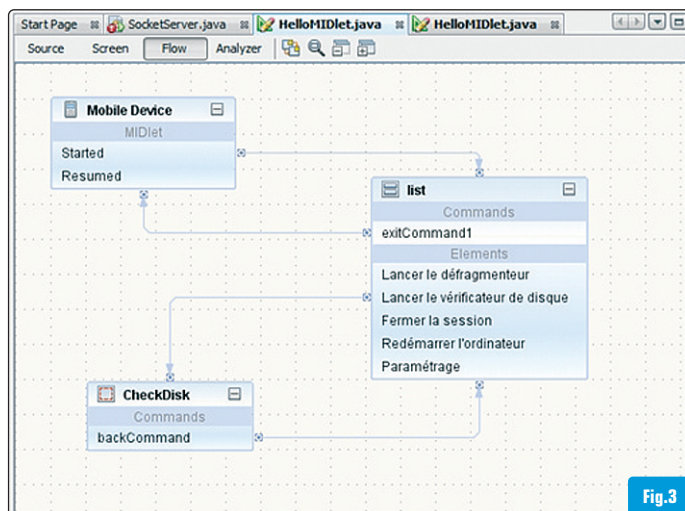 Start Page SocketServer.java HelloMIDlet.java HelloMIDlet.java
Source Screen Flow Analyzer
Mobile Device
MIDlet
Started
Resumed
list
Commands
exitCommand1
Elements
Lancer le défragmenteur
Lancer le vérificateur de disque
Fermer la session
Redémarrer l'ordinateur
Paramétrage
CheckDisk
Commands
backCommand
Fig.3